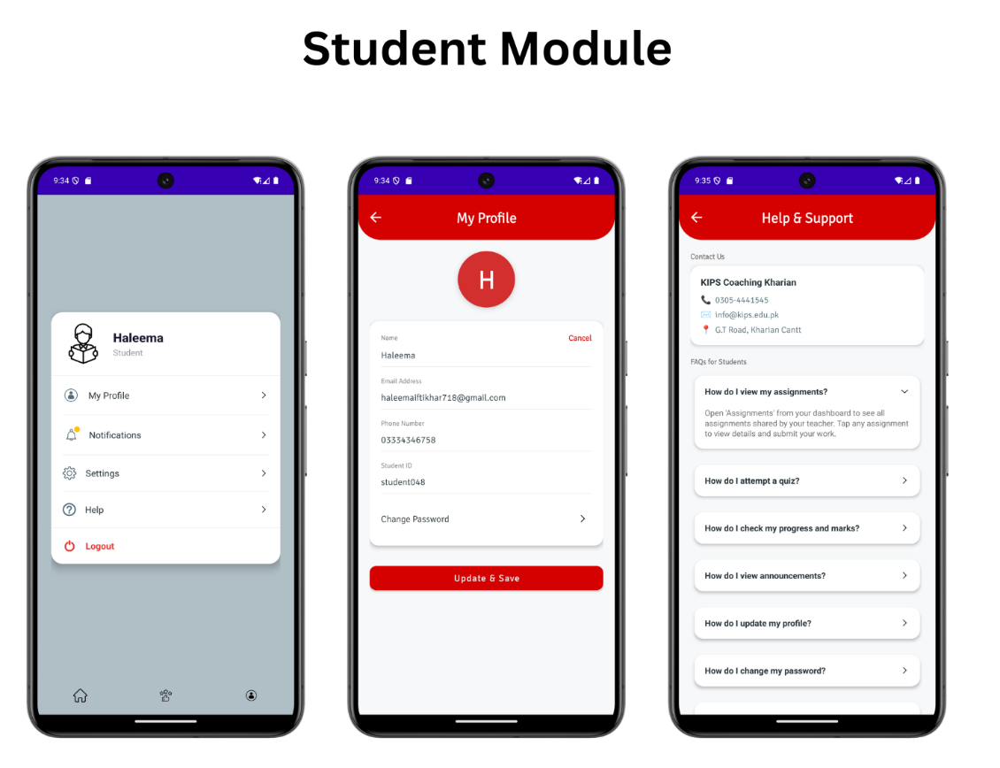 Student Module
9:34
Haleema
Student
My Profile
Notifications
Settings
Help
Logout
9:34
My Profile
H
Name
Cancel
Haleema
Email Address
haleemaiftikhar718@gmail.com
Phone Number
03334346758
Student ID
student048
Change Password
Update & Save
9:35
Help & Support
Contact Us
KIPS Coaching Kharian
0305-4441545
info@kips.edu.pk
G.T Road, Kharian Cantt
FAQs for Students
How do I view my assignments?
Open 'Assignments' from your dashboard to see all
assignments shared by your teacher. Tap any assignment
to view details and submit your work.
How do I attempt a quiz?
How do I check my progress and marks?
How do I view announcements?
How do I update my profile?
How do I change my password?